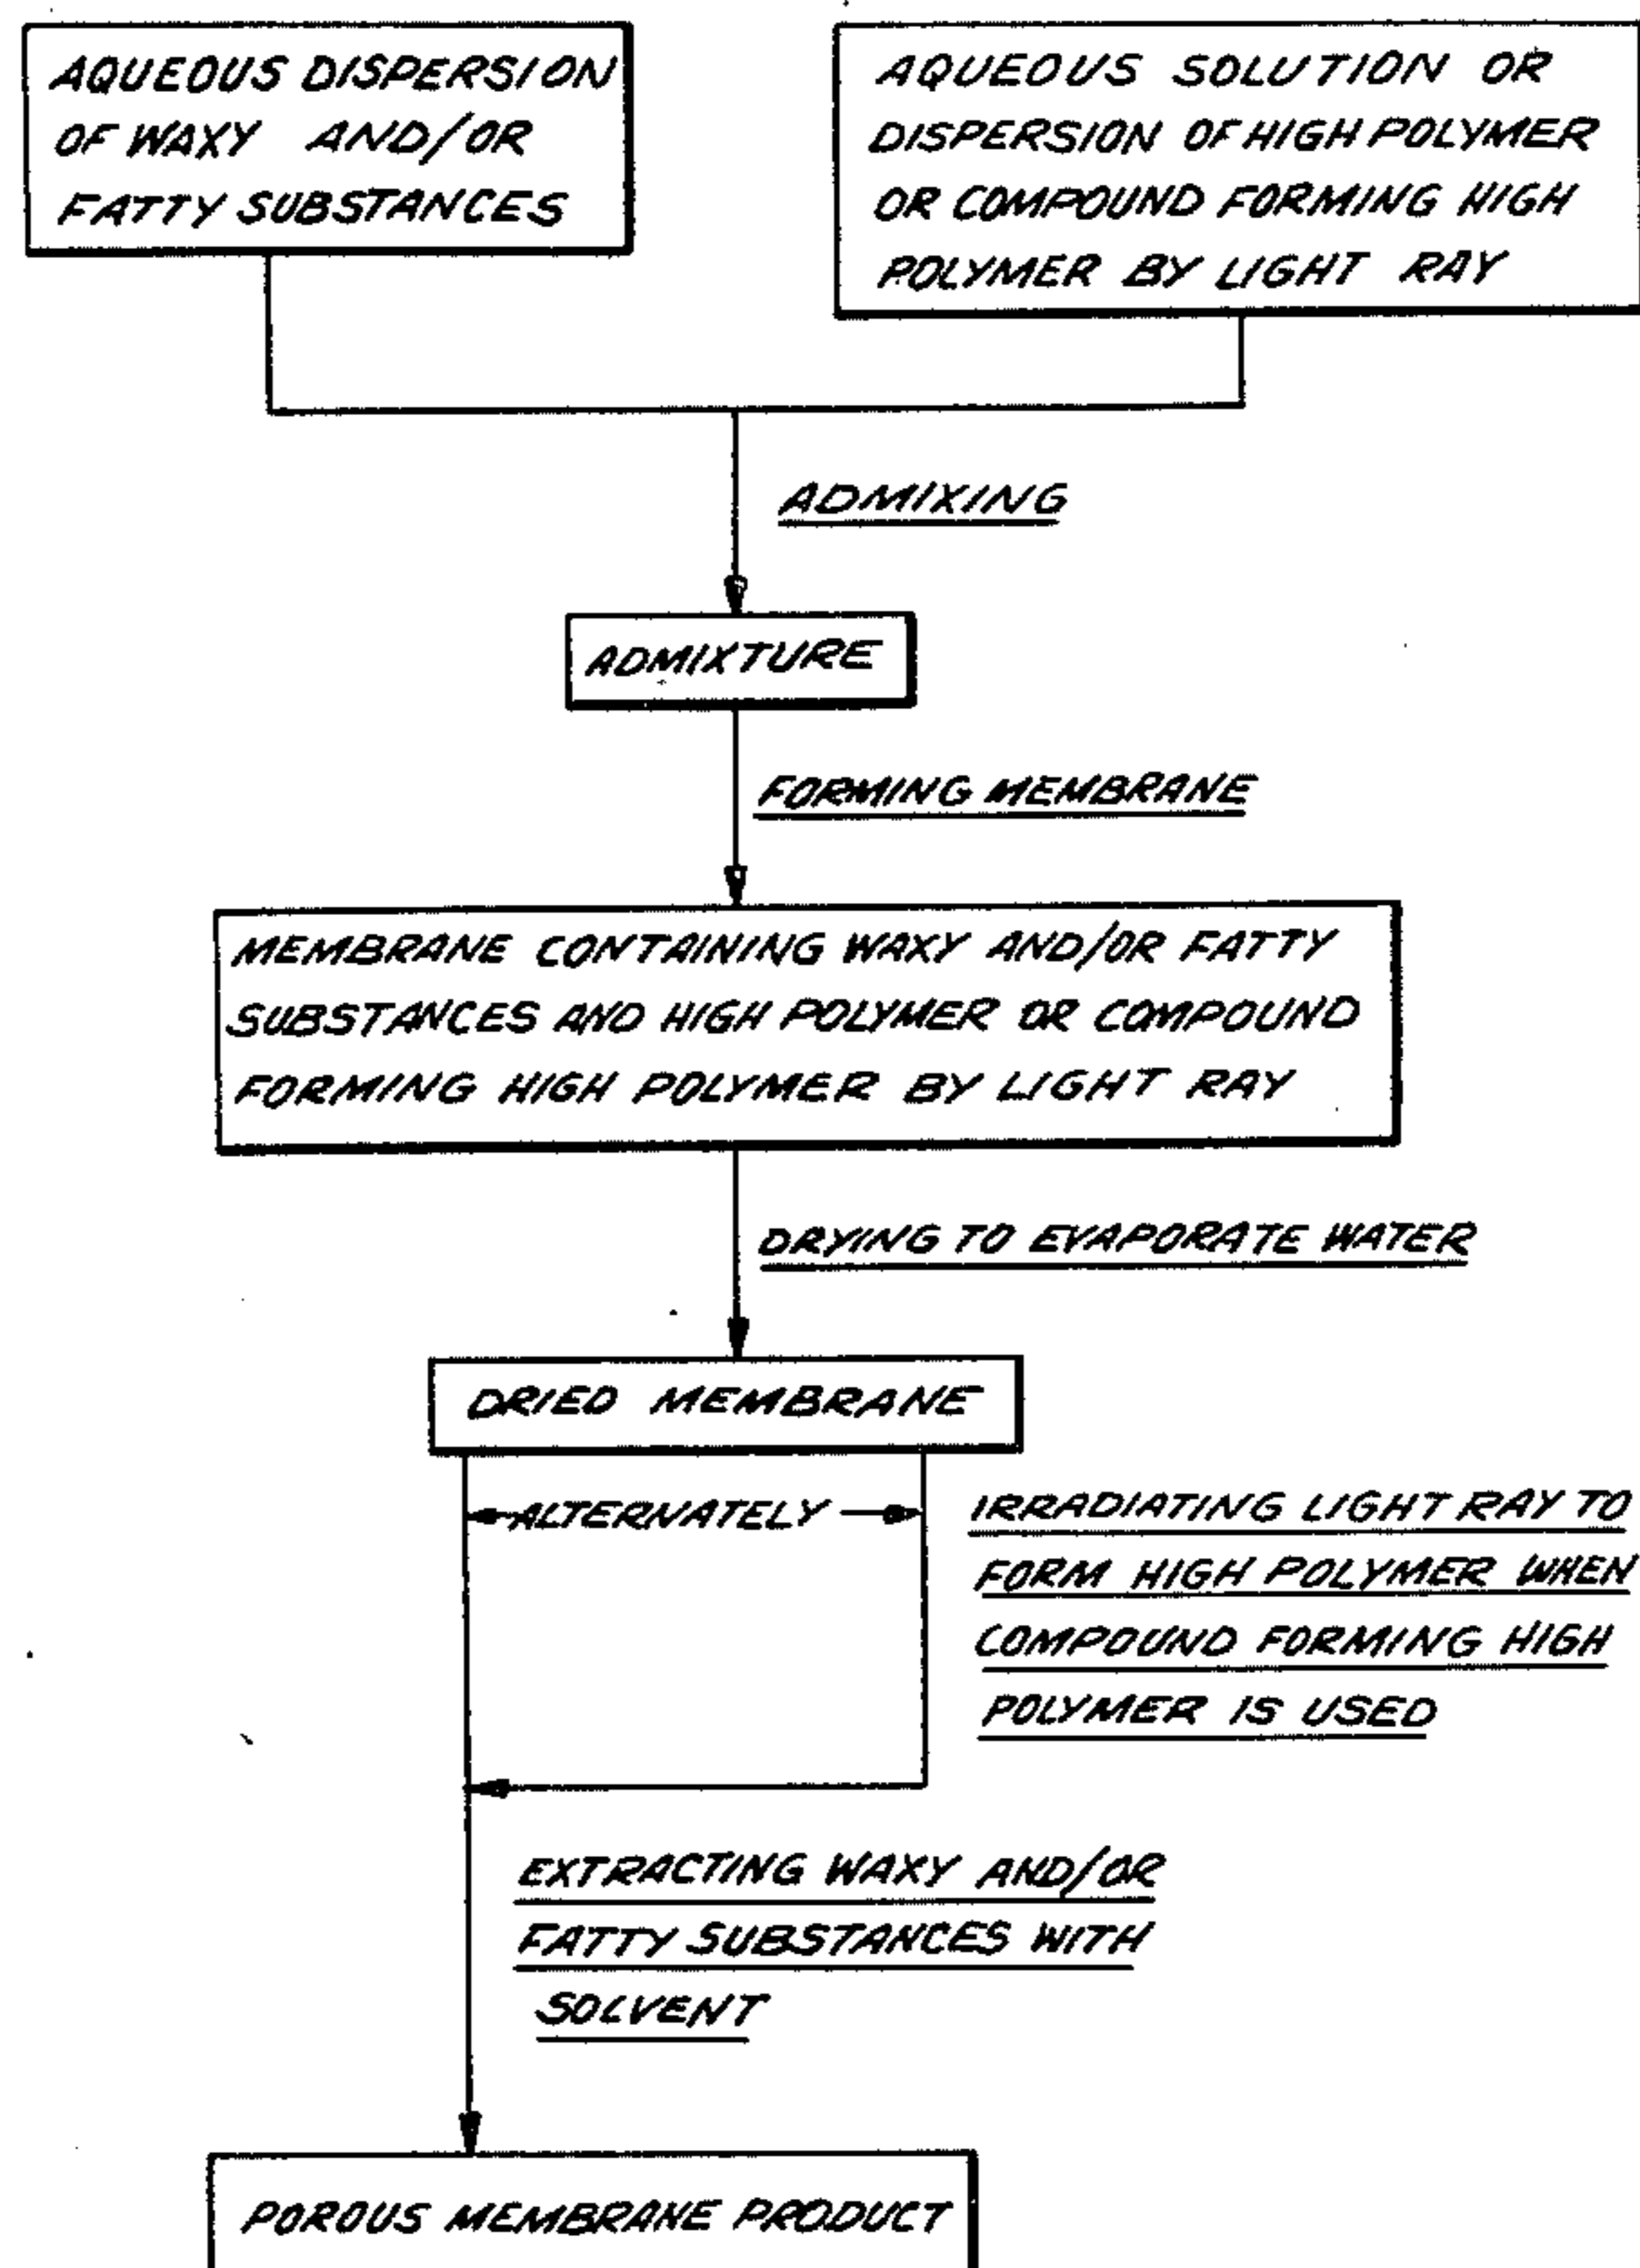 AQUEOUS DISPERSION
OF WAXY AND/OR
FATTY SUBSTANCES
AQUEOUS SOLUTION OR
DISPERSION OF HIGH POLYMER
OR COMPOUND FORMING HIGH
POLYMER BY LIGHT RAY
ADMIXING
ADMIXTURE
FORMING MEMBRANE
MEMBRANE CONTAINING WAXY AND/OR FATTY
SUBSTANCES AND HIGH POLYMER OR COMPOUND
FORMING HIGH POLYMER BY LIGHT RAY
DRYING TO EVAPORATE WATER
DRIED MEMBRANE
ALTERNATELY
IRRADIATING LIGHT RAY TO
FORM HIGH POLYMER WHEN
COMPOUND FORMING HIGH
POLYMER IS USED
EXTRACTING WAXY AND/OR
FATTY SUBSTANCES WITH
SOLVENT
POROUS MEMBRANE PRODUCT